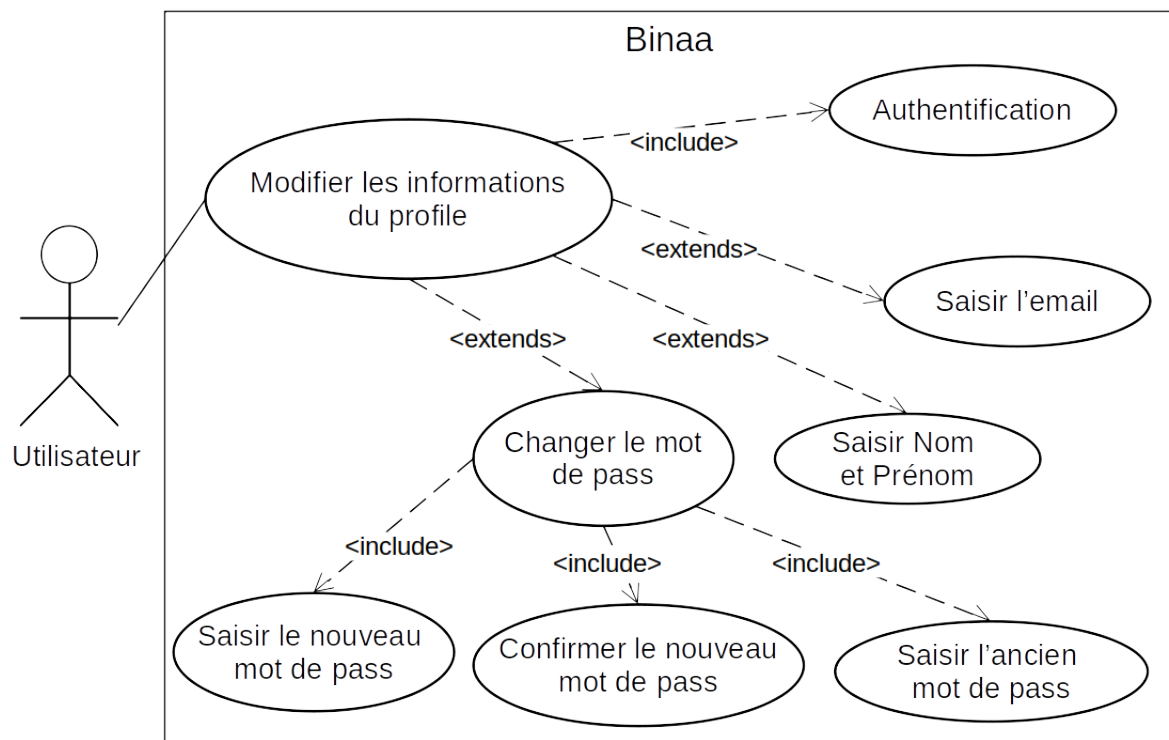 Binaa
Authentification
<include>
Modifier les informations
du profile
<extends>
Saisir l’email
<extends>
<extends>
Utilisateur
Changer le mot
de pass
Saisir Nom
et Prénom
<include>
<include>
<include>
Saisir le nouveau
mot de pass
Confirmer le nouveau
mot de pass
Saisir l’ancien
mot de pass